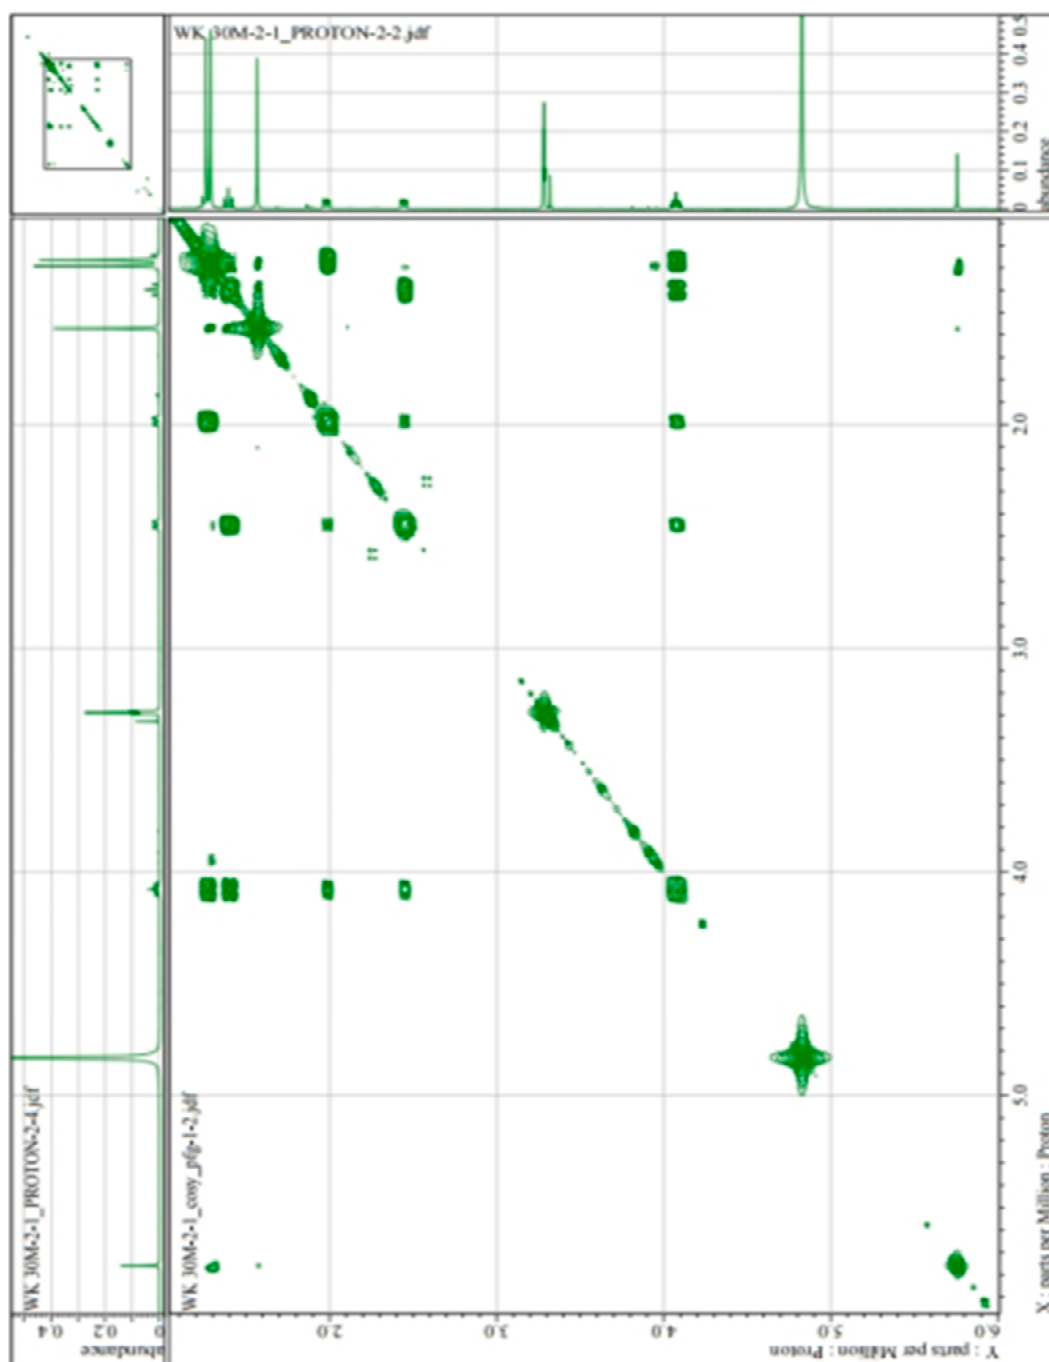 WK 30M-2-1_PROTON-2-2.jdf
0 0.1 0.2 0.3 0.4 0.5
abundance
2.0
3.0
4.0
5.0
X : parts per Million : Proton
WK 30M-2-1_PROTON-2-4.jdf
WK 30M-2-1_cosy_pfg-1-2.jdf
0.4 0.2 0
abundance
2.0 3.0 4.0 5.0 6.0
Y : parts per Million : Proton